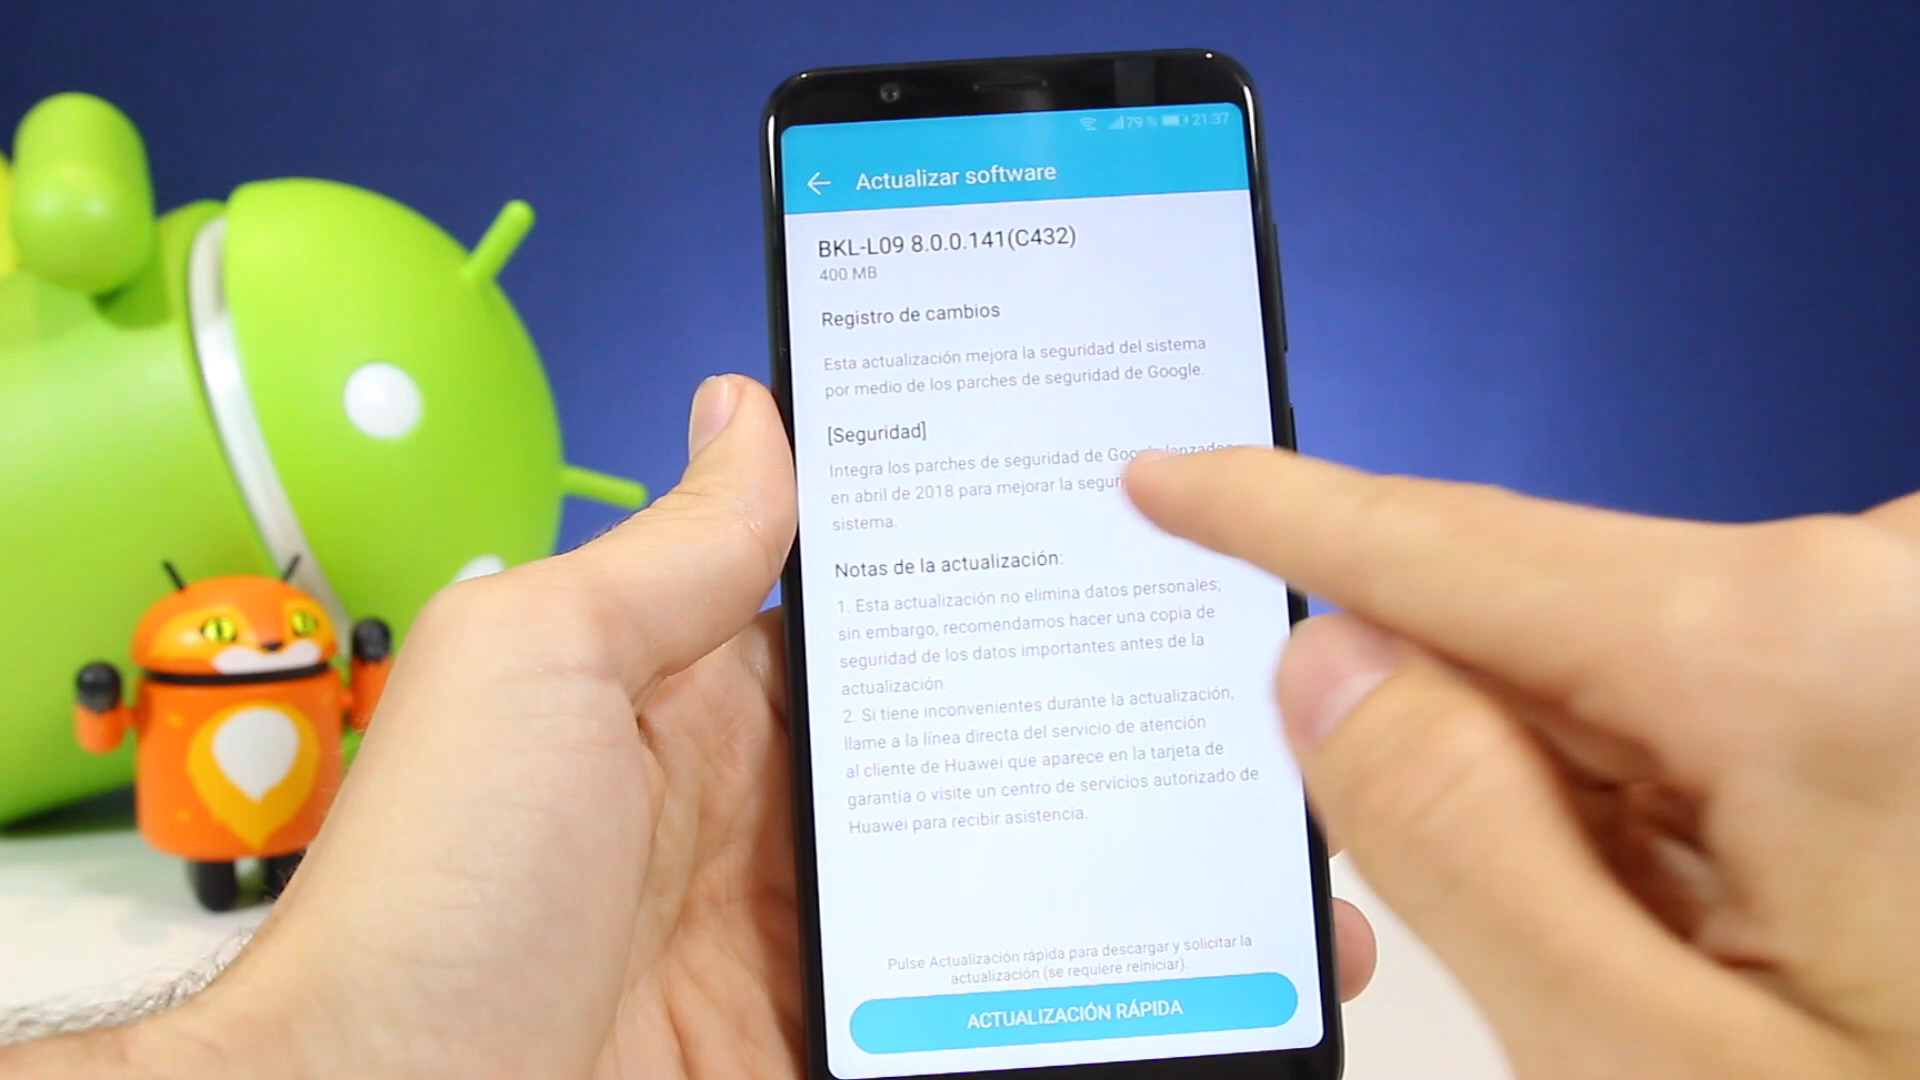 79 % 21:37
Actualizar software
BKL-L09 8.0.0.141(C432)
400 MB
Registro de cambios
Esta actualización mejora la seguridad del sistema
por medio de los parches de seguridad de Google.
[Seguridad]
Integra los parches de seguridad de Google lanzados
en abril de 2018 para mejorar la
sistema.
Notas de la actualización:
1. Esta actualización no elimina datos personales;
sin embargo, recomendamos hacer una copia de
seguridad de los datos importantes antes de la
actualización.
2. Si tiene inconvenientes durante la actualización,
llame a la línea directa del servicio de atención
al cliente de Huawei que aparece en la tarjeta de
garantía o visite un centro de servicios autorizado de
Huawei para recibir asistencia.
Pulse Actualización rápida para descargar y solicitar la
actualización (se requiere reiniciar).
ACTUALIZACIÓN RÁPIDA